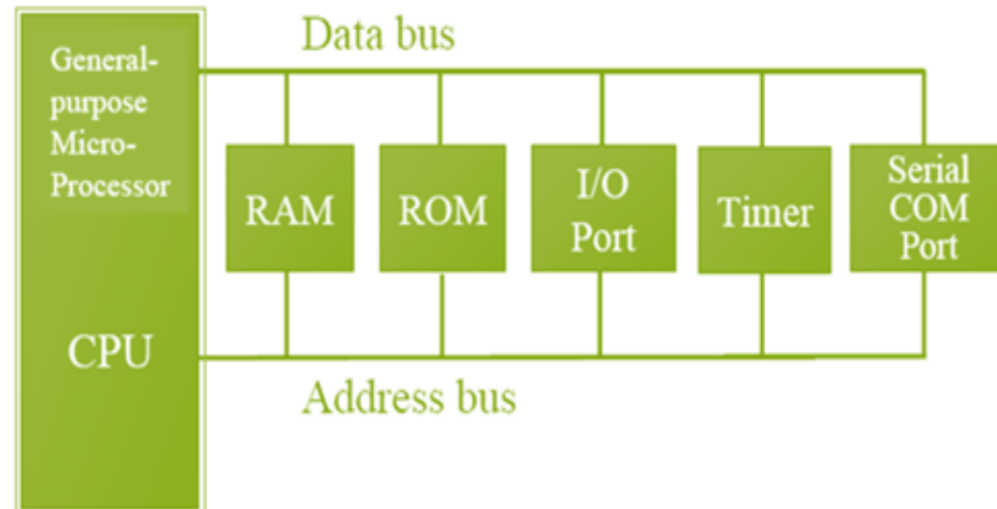 Data bus
General-
purpose
Micro-
Processor
CPU
RAM
ROM
I/O
Port
Timer
Serial
COM
Port
Address bus